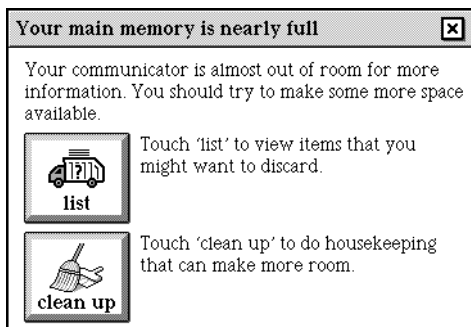 Your main memory is nearly full
Your communicator is almost out of room for more
information. You should try to make some more space
available.
Touch ‘list’ to view items that you
might want to discard.
?
list
Touch ‘clean up’ to do housekeeping
that can make more room.
clean up